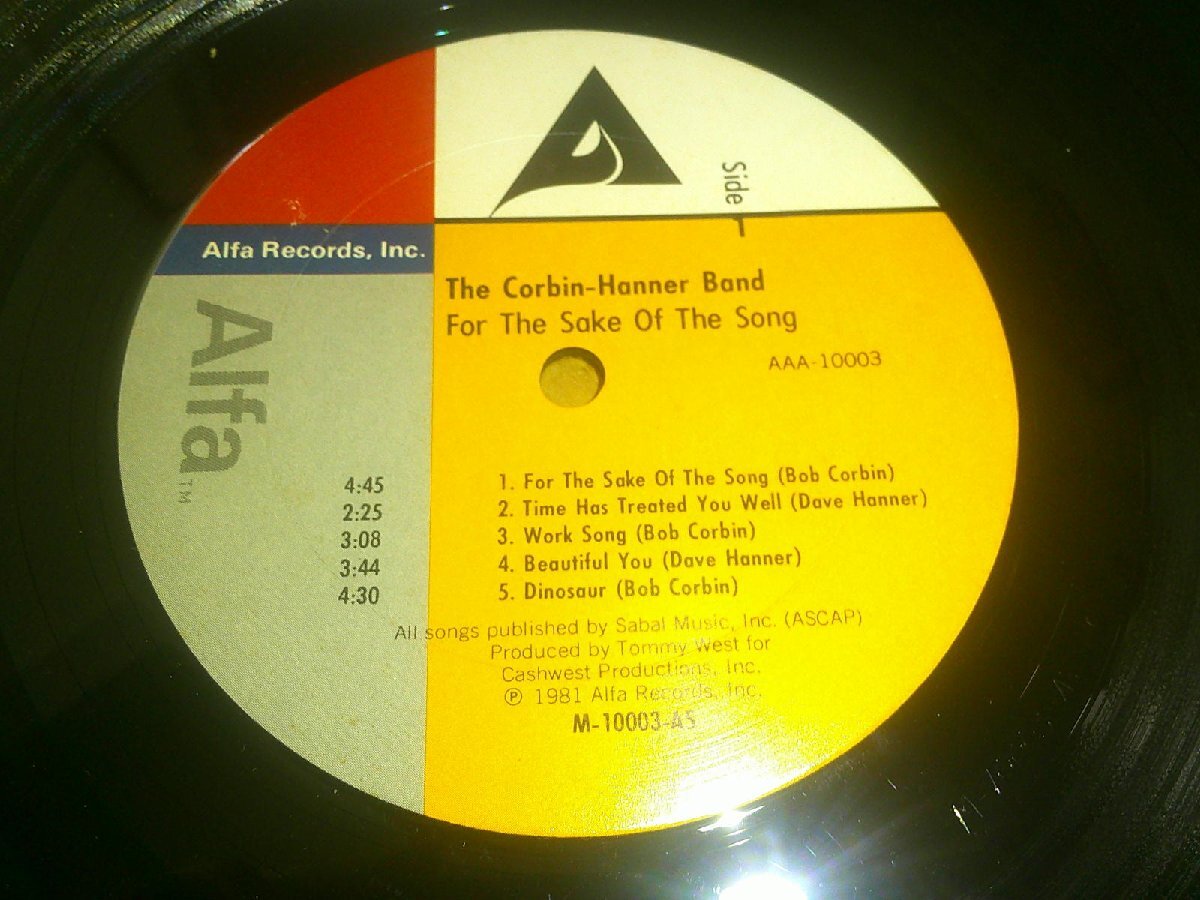 Side 1
Alfa Records, Inc.
Alfa™
The Corbin-Hanner Band
For The Sake Of The Song
AAA-10003
4:45 1. For The Sake Of The Song (Bob Corbin)
2:25 2. Time Has Treated You Well (Dave Hanner)
3:08 3. Work Song (Bob Corbin)
3:44 4. Beautiful You (Dave Hanner)
4:30 5. Dinosaur (Bob Corbin)
All songs published by Sabal Music, Inc. (ASCAP)
Produced by Tommy West for
Cashwest Productions, Inc.
℗ 1981 Alfa Records, Inc.
M-10003-AS